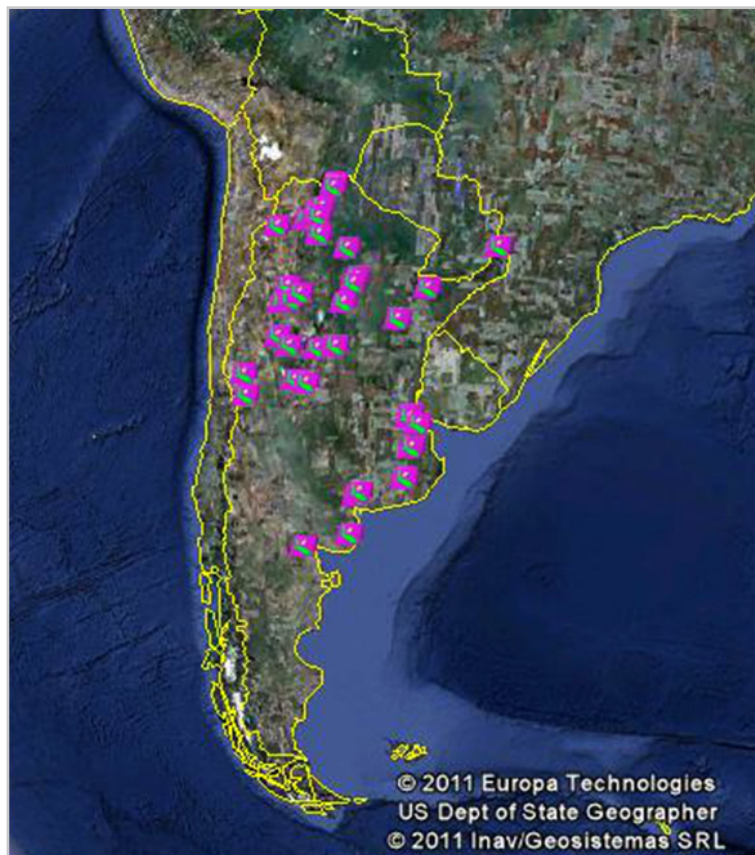 © 2011 Europa Technologies
US Dept of State Geographer
© 2011 Inav/Geosistemas SRL